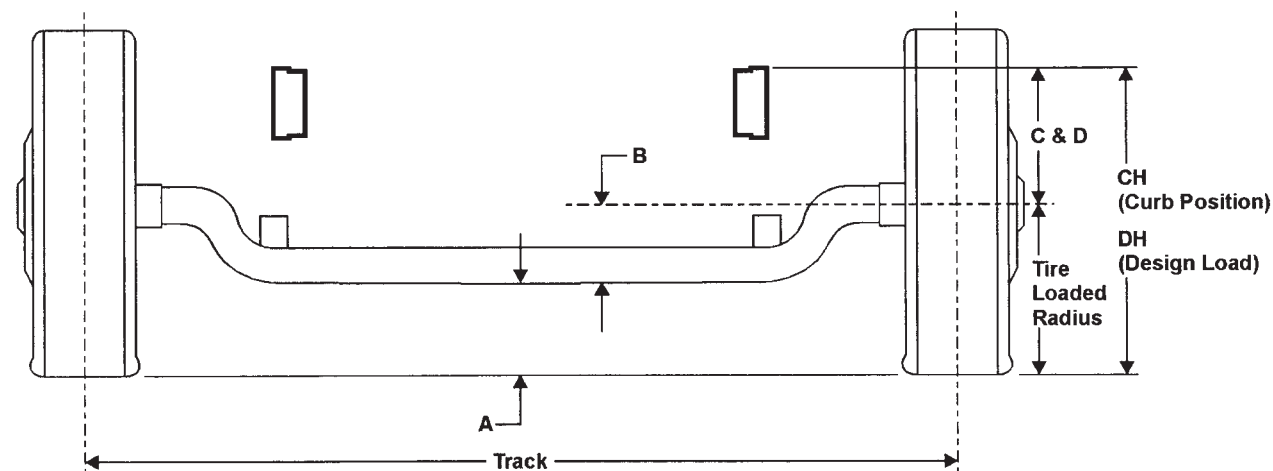 B
C & D
CH
(Curb Position)
DH
(Design Load)
Tire
Loaded
Radius
A
Track